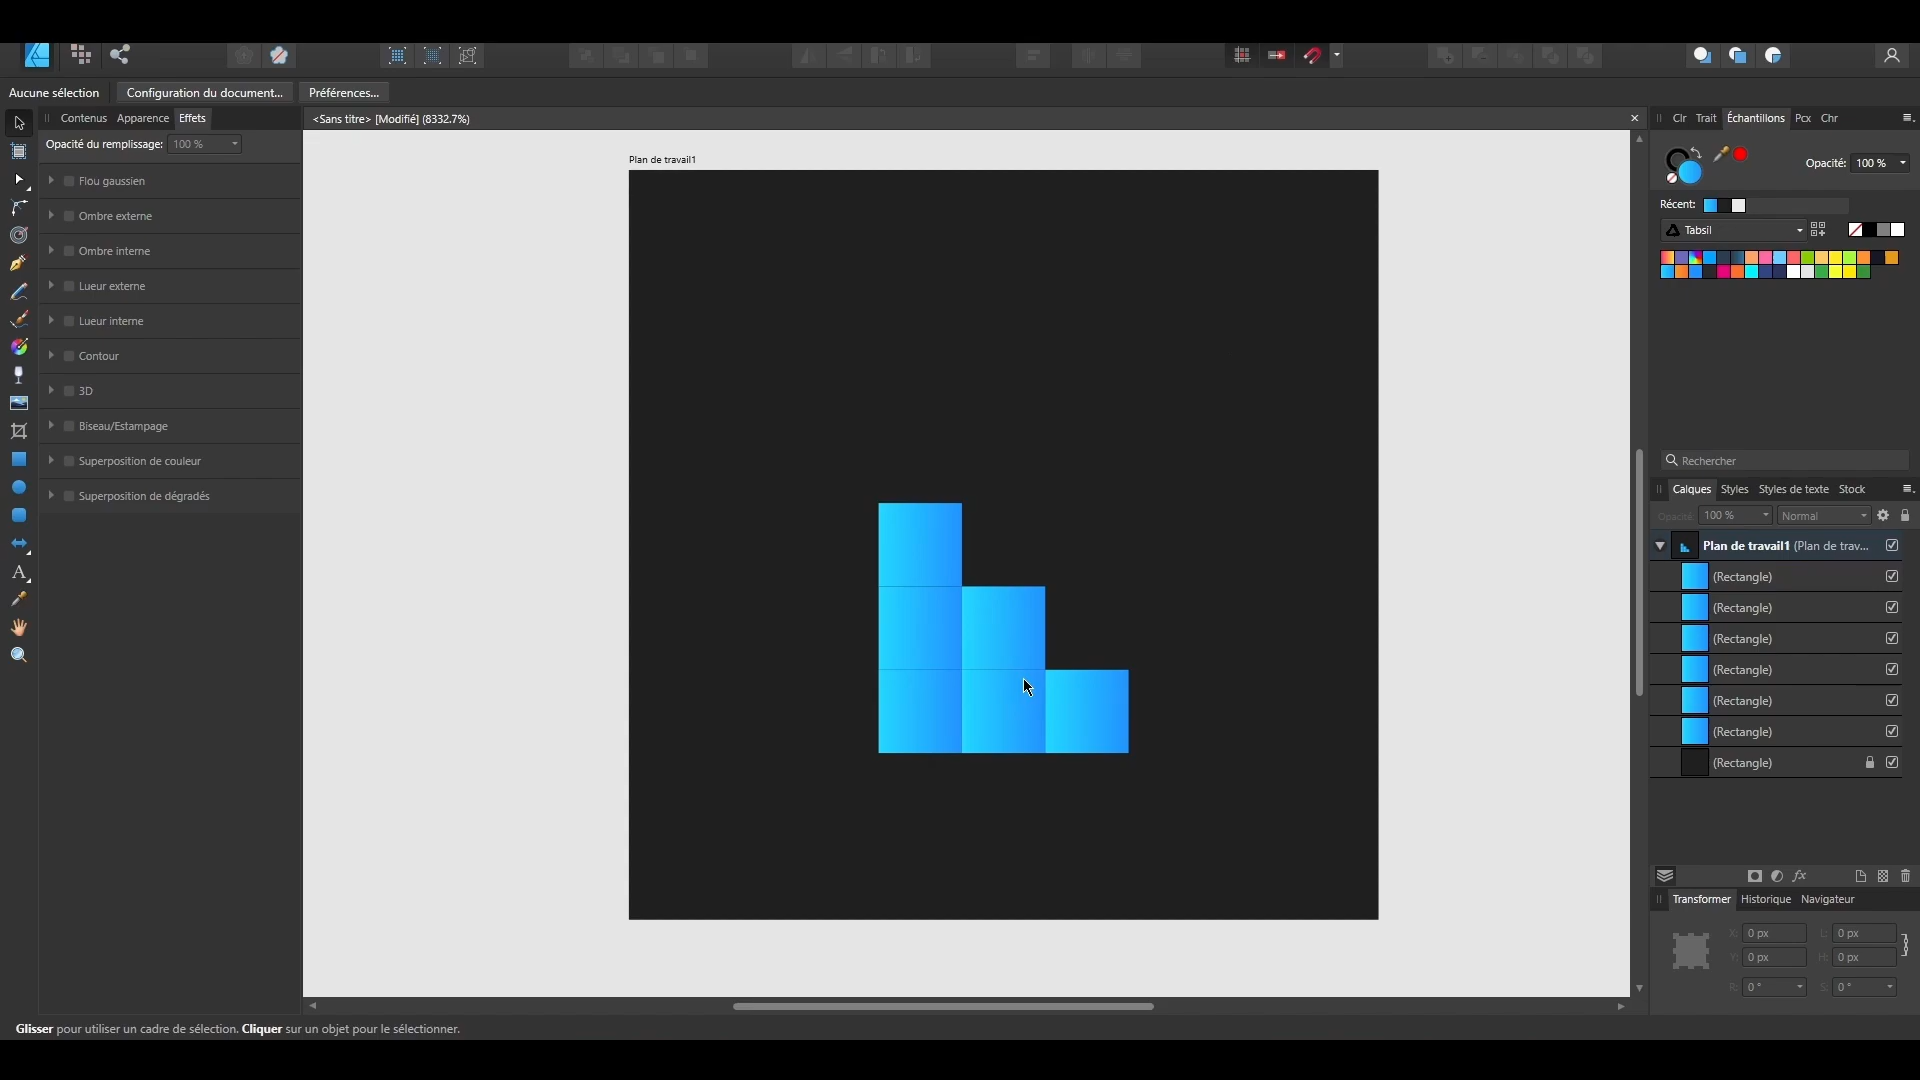 Aucune sélection
Configuration du document...
Préférences...
Contenus Apparence Effets
<Sans titre> [Modifié] (8332.7%)
Clr Trait Échantillons Pcx Chr
Opacité du remplissage: 100 %
Flou gaussien
Ombre externe
Ombre interne
Lueur externe
Lueur interne
Contour
3D
Biseau/Estampage
Superposition de couleur
Superposition de dégradés
Plan de travail1
Opacité: 100 %
Récent:
Tabsil
Rechercher
Calques Styles Styles de texte Stock
Opacité: 100 % Normal
Plan de travail1 (Plan de trav...
(Rectangle)
(Rectangle)
(Rectangle)
(Rectangle)
(Rectangle)
(Rectangle)
(Rectangle)
fx
Transformer Historique Navigateur
X: 0 px L: 0 px
Y: 0 px H: 0 px
R: 0 ° S: 0 °
Glisser pour utiliser un cadre de sélection. Cliquer sur un objet pour le sélectionner.